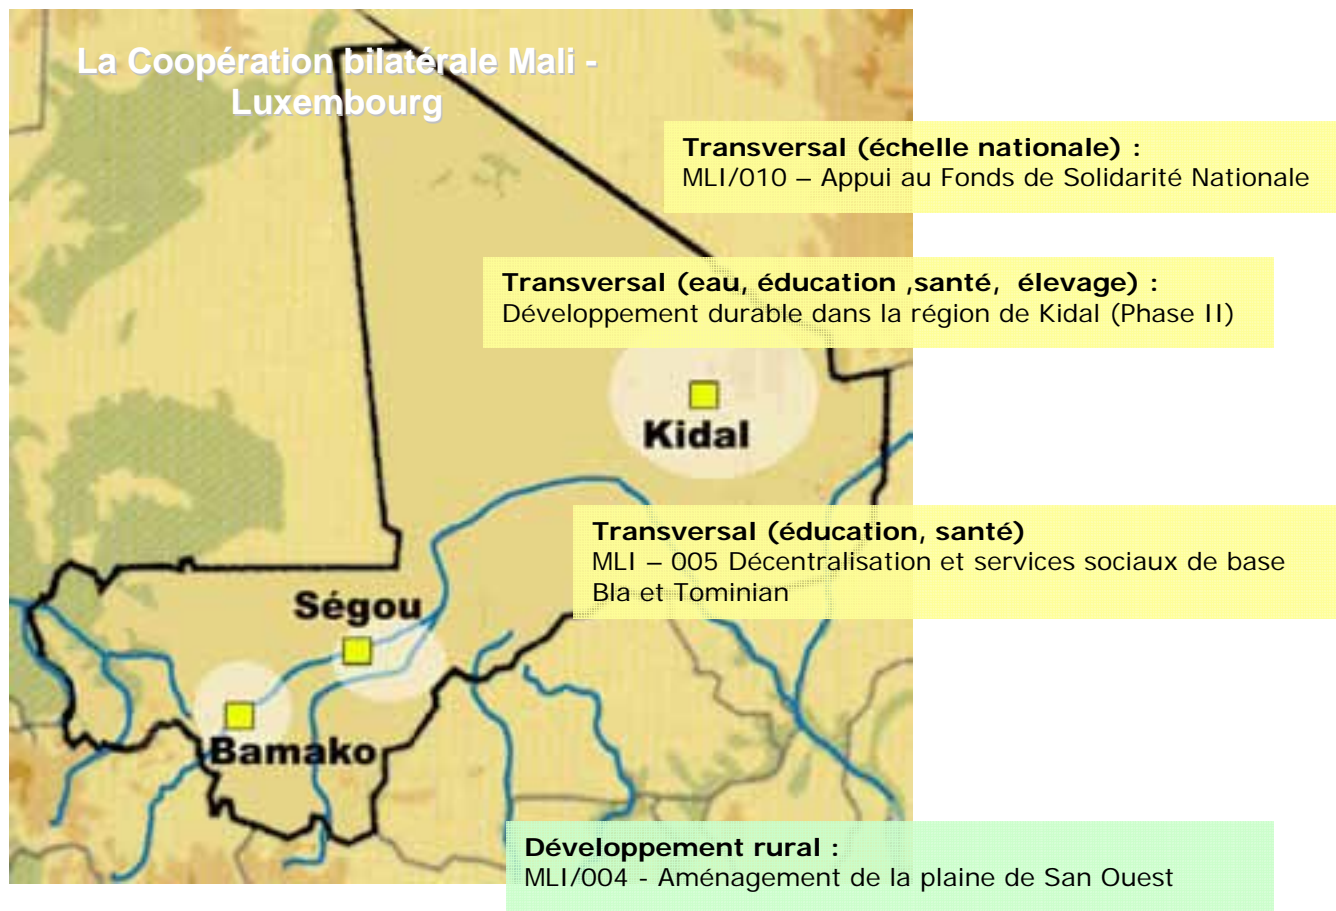 La Coopération bilatérale Mali -
Luxembourg
Transversal (échelle nationale) :
MLI/010 – Appui au Fonds de Solidarité Nationale
Transversal (eau, éducation ,santé, élevage) :
Développement durable dans la région de Kidal (Phase II)
Kidal
Transversal (éducation, santé)
MLI – 005 Décentralisation et services sociaux de base
Bla et Tominian
Ségou
Bamako
Développement rural :
MLI/004 - Aménagement de la plaine de San Ouest